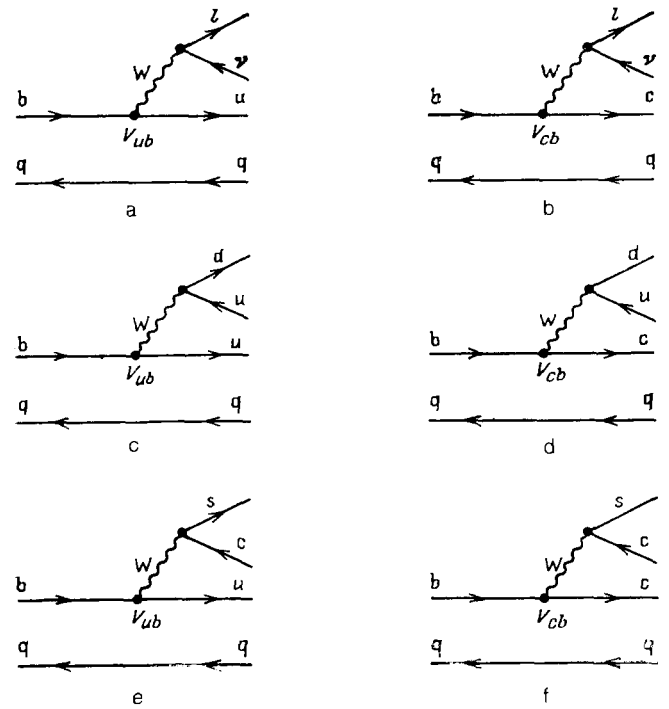 l l
W ν W ν
b u b c
V_ub V_cb
q q q q
a b
d d
W u W u
b u b c
V_ub V_cb
q q q q
c d
s s
W c W c
b u b c
V_ub V_cb
q q q q
e f